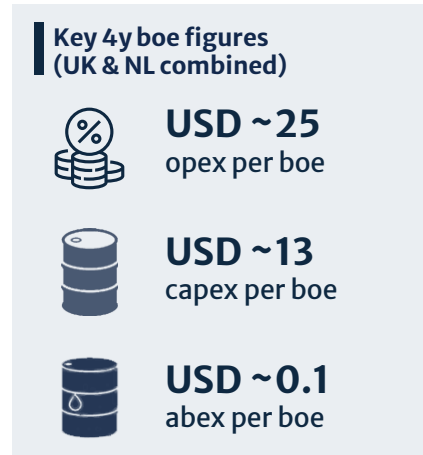 Key 4y boe figures
(UK & NL combined)
%
USD ~25
opex per boe
USD ~13
capex per boe
USD ~0.1
abex per boe